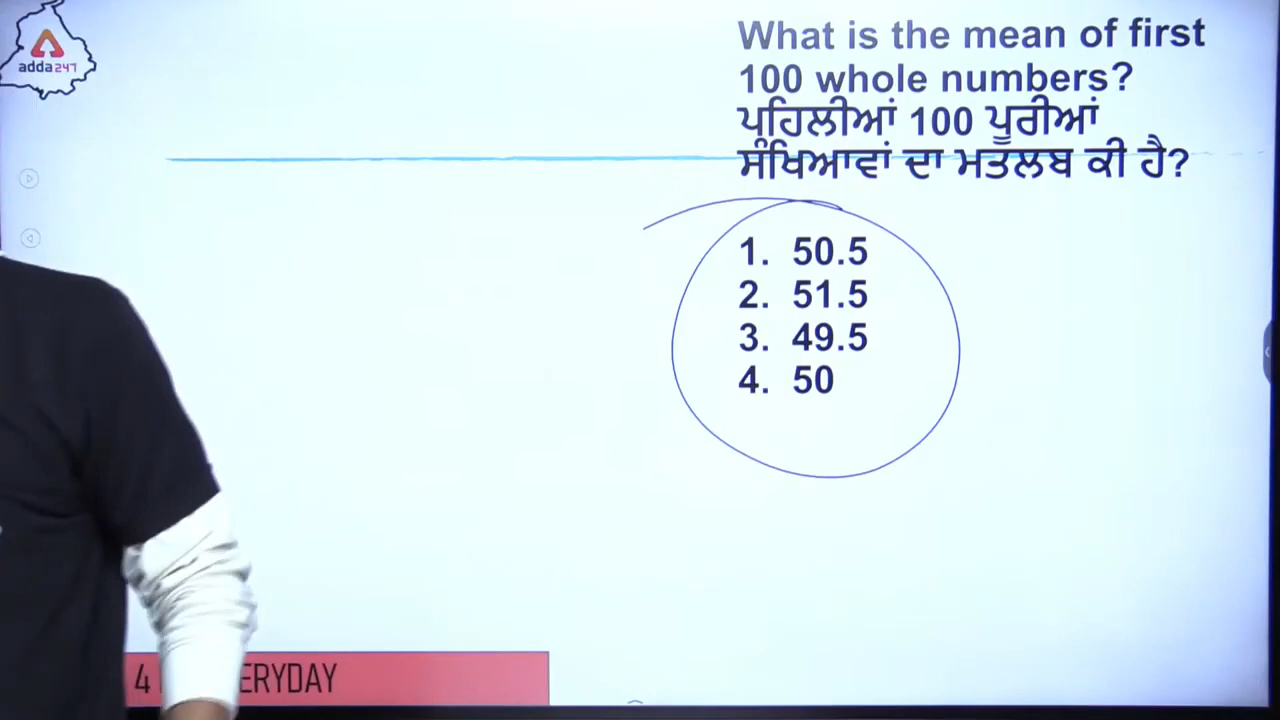 adda247
What is the mean of first
100 whole numbers?
ਪਹਿਲੀਆਂ 100 ਪੂਰੀਆਂ
ਸੰਖਿਆਵਾਂ ਦਾ ਮਤਲਬ ਕੀ ਹੈ?
1. 50.5
2. 51.5
3. 49.5
4. 50
4